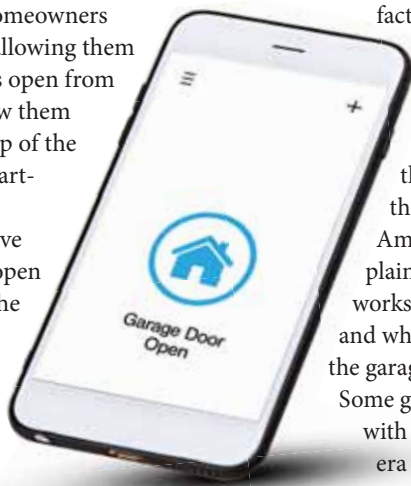 omeowners
allowing them
s open from
w them
p of the
art-
ve
open
he
Garage Door
Open
fact
th
th
Am
plain
works
and wh
the garag
Some g
with
era